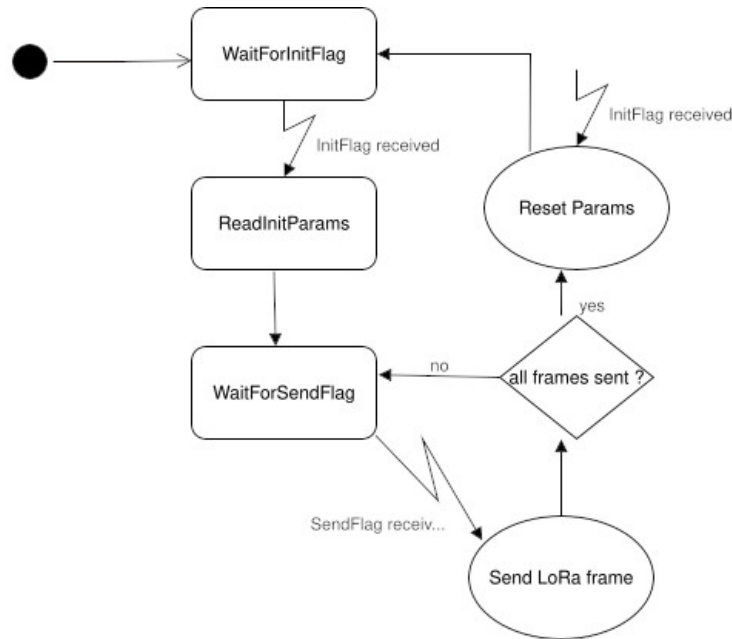 WaitForInitFlag
InitFlag received
InitFlag received
ReadInitParams
Reset Params
yes
no
all frames sent ?
WaitForSendFlag
SendFlag receiv...
Send LoRa frame